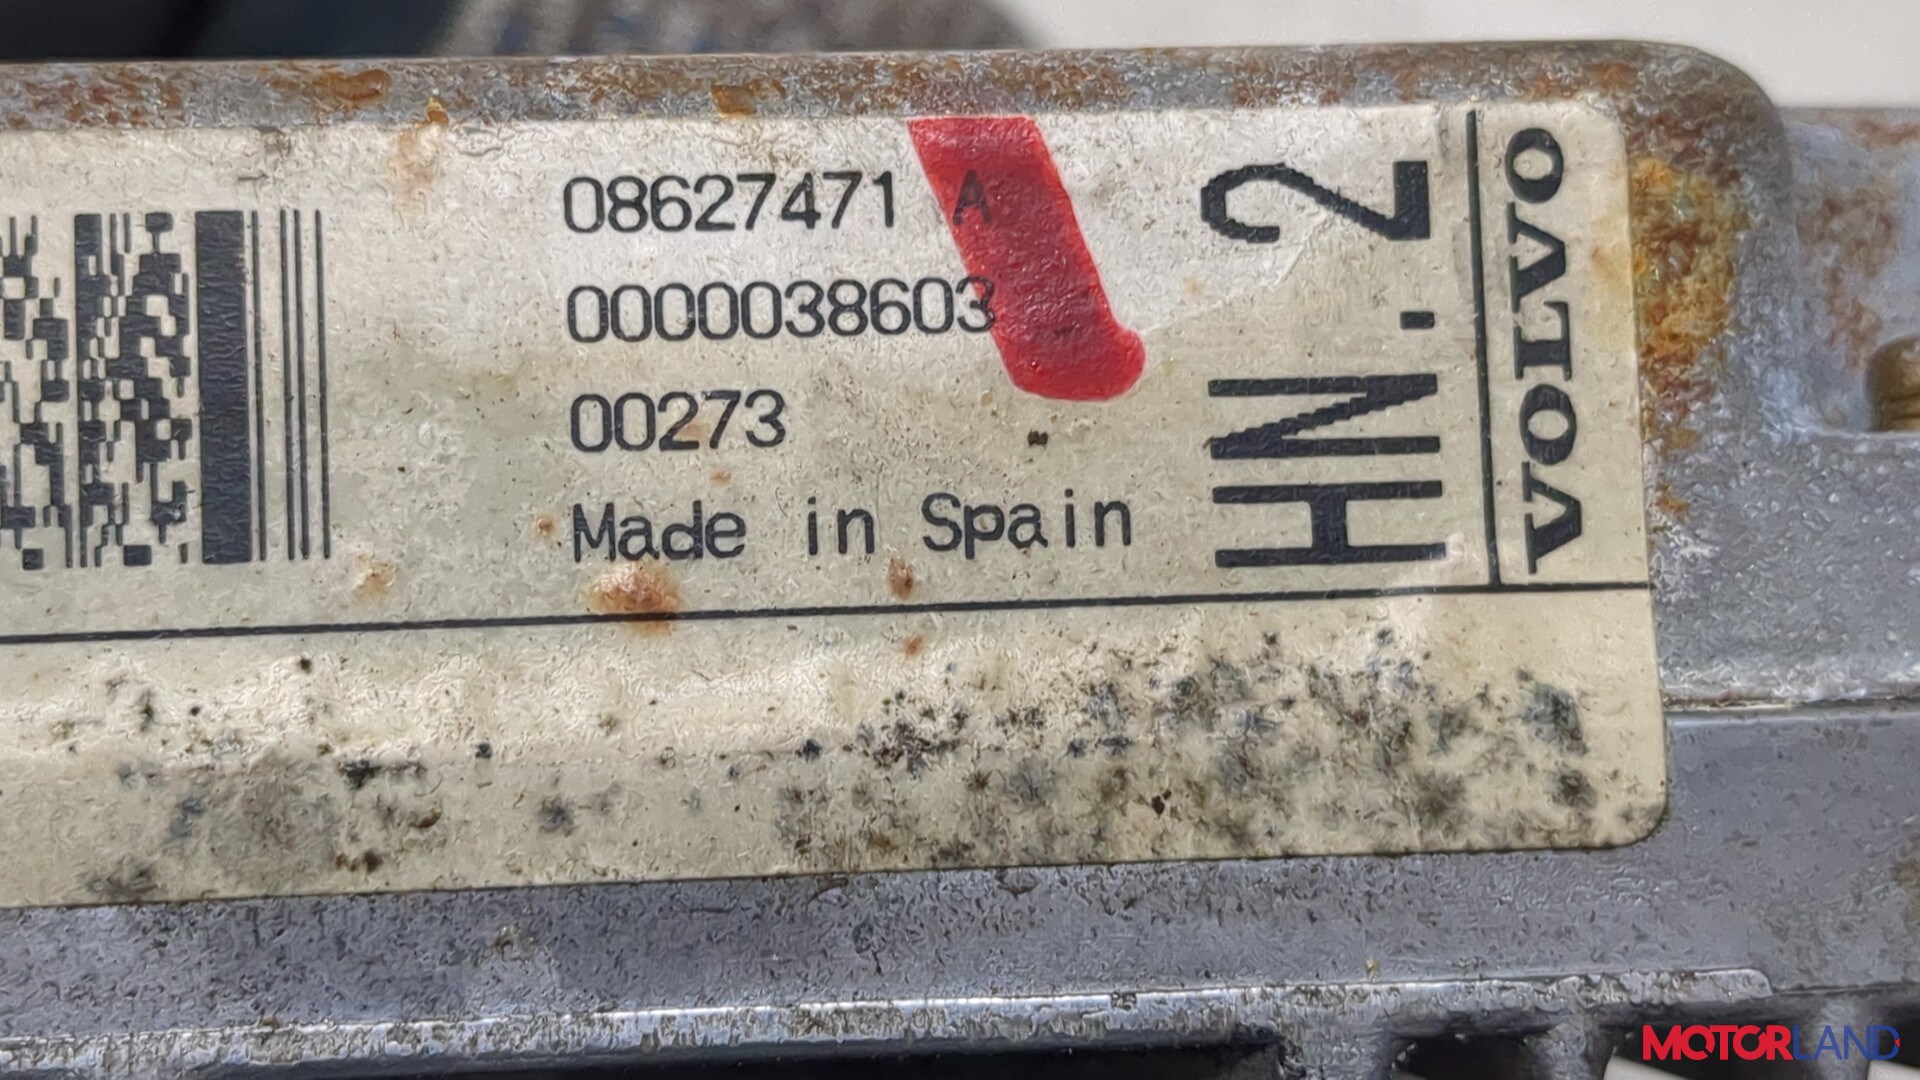 08627471 A
0000038603
00273
Made in Spain
HN.2
VOLVO
MOTORLAND